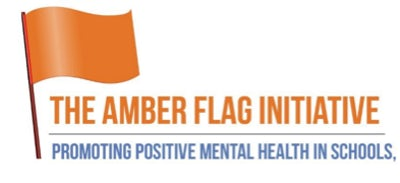 THE AMBER FLAG INITIATIVE
PROMOTING POSITIVE MENTAL HEALTH IN SCHOOLS,